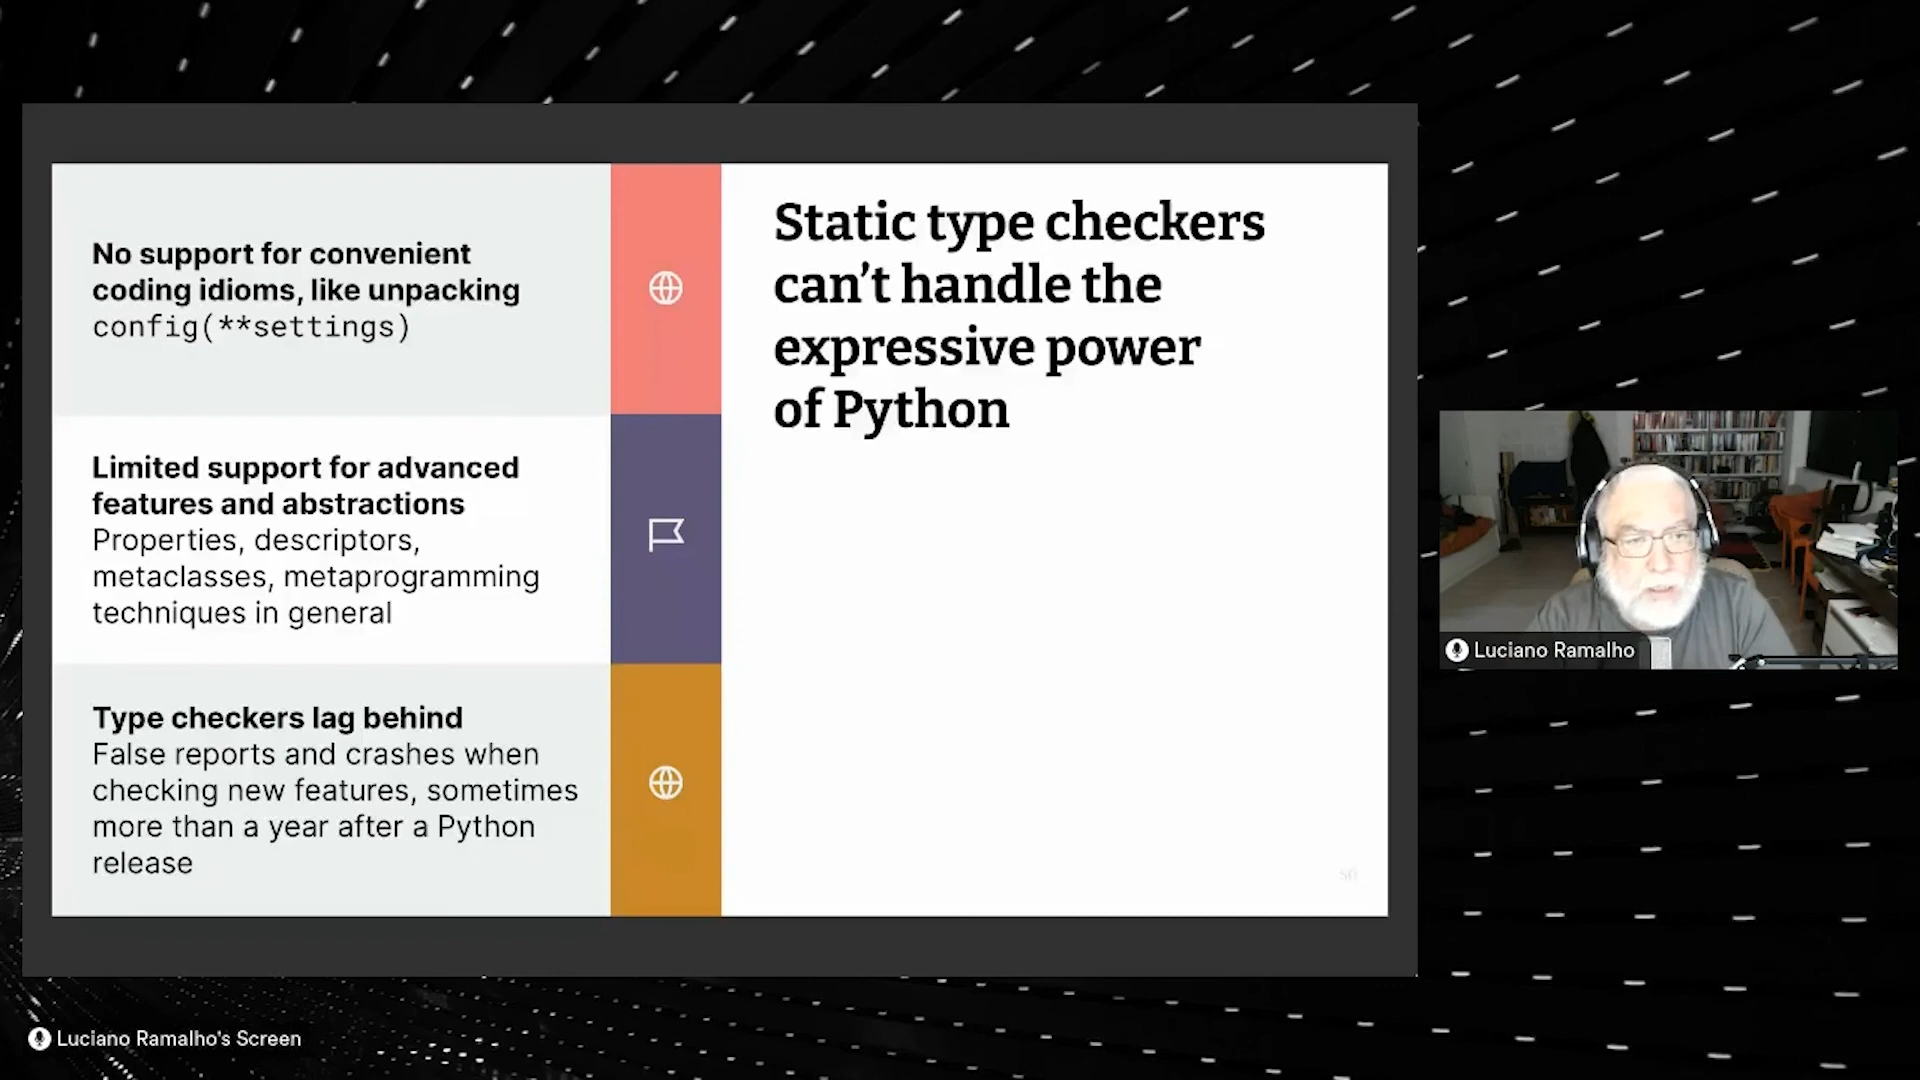 No support for convenient
coding idioms, like unpacking
config(**settings)
Limited support for advanced
features and abstractions
Properties, descriptors,
metaclasses, metaprogramming
techniques in general
Type checkers lag behind
False reports and crashes when
checking new features, sometimes
more than a year after a Python
release
Static type checkers
can’t handle the
expressive power
of Python
50
Luciano Ramalho
Luciano Ramalho's Screen